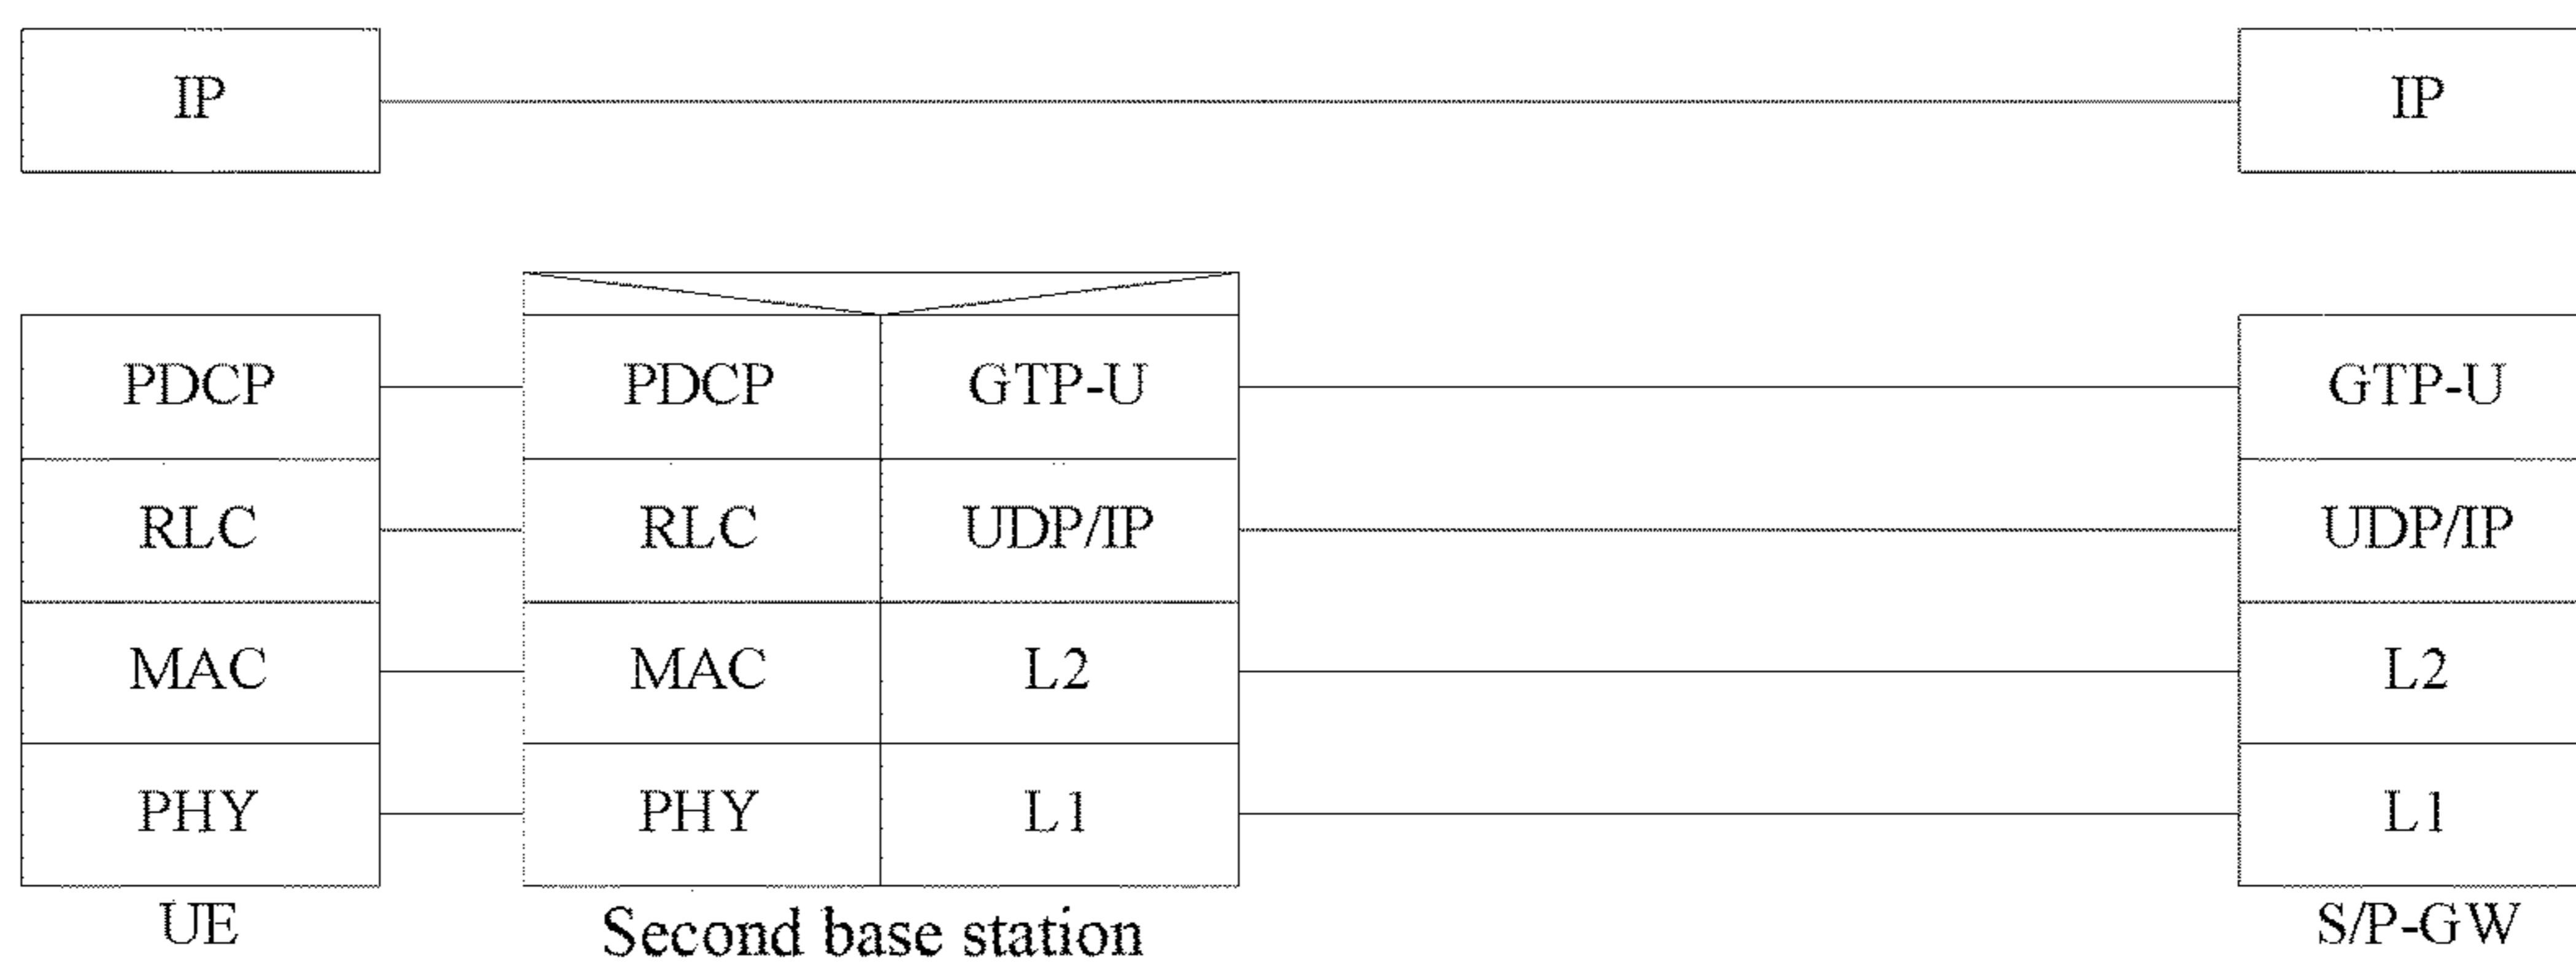 IP IP
PDCP PDCP GTP-U GTP-U
RLC RLC UDP/IP UDP/IP
MAC MAC L2 L2
PHY PHY L1 L1
UE Second base station S/P-GW